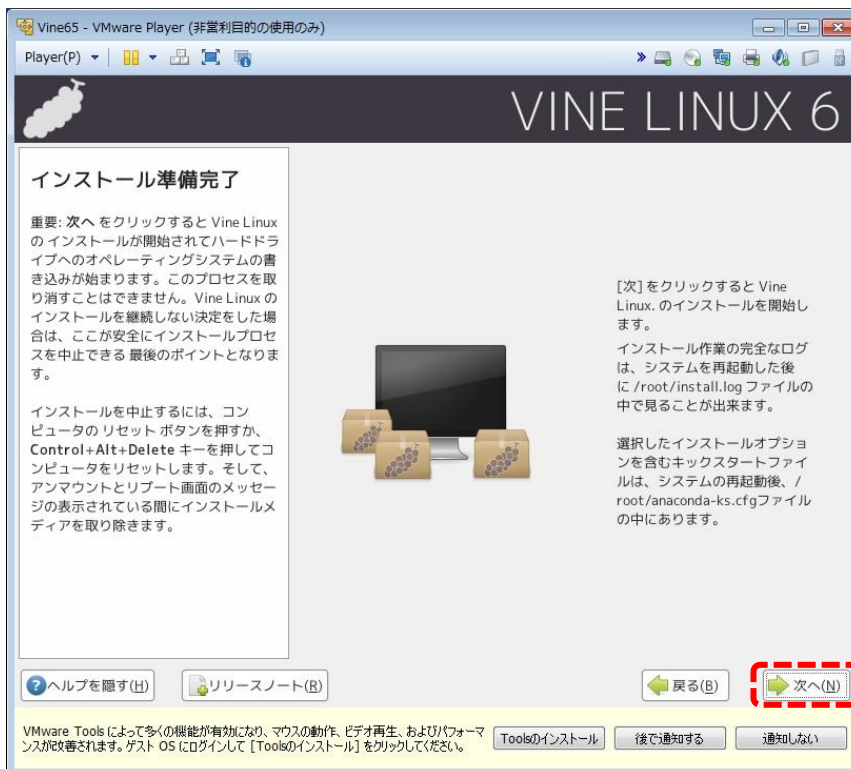 Vine65 - VMware Player (非営利目的の使用のみ)
Player(P)
VINE LINUX 6
インストール準備完了
重要: 次へ をクリックすると Vine Linux
の インストールが開始されてハードドラ
イブへのオペレーティングシステムの書
き込みが始まります。このプロセスを取
り消すことはできません。Vine Linux の
インストールを継続しない決定をした場
合は、ここが安全にインストールプロセ
スを中止できる 最後のポイントとなりま
す。
インストールを中止するには、コン
ピュータの リセット ボタンを押すか、
Control+Alt+Delete キーを押してコ
ンピュータをリセットします。そして、
アンマウントとリブート画面のメッセー
ジの表示されている間にインストールメ
ディアを取り除きます。
[次] をクリックすると Vine
Linux. のインストールを開始し
ます。
インストール作業の完全なログ
は、システムを再起動した後
に /root/install.log ファイルの
中で見ることが出来ます。
選択したインストールオプショ
ンを含むキックスタートファイ
ルは、システムの再起動後、/
root/anaconda-ks.cfgファイル
の中にあります。
ヘルプを隠す(H)
リリースノート(R)
戻る(B)
次へ(N)
VMware Tools によって多くの機能が有効になり、マウスの動作、ビデオ再生、およびパフォーマ
ンスが改善されます。ゲスト OS にログインして [Toolsのインストール] をクリックしてください。
Toolsのインストール
後で通知する
通知しない